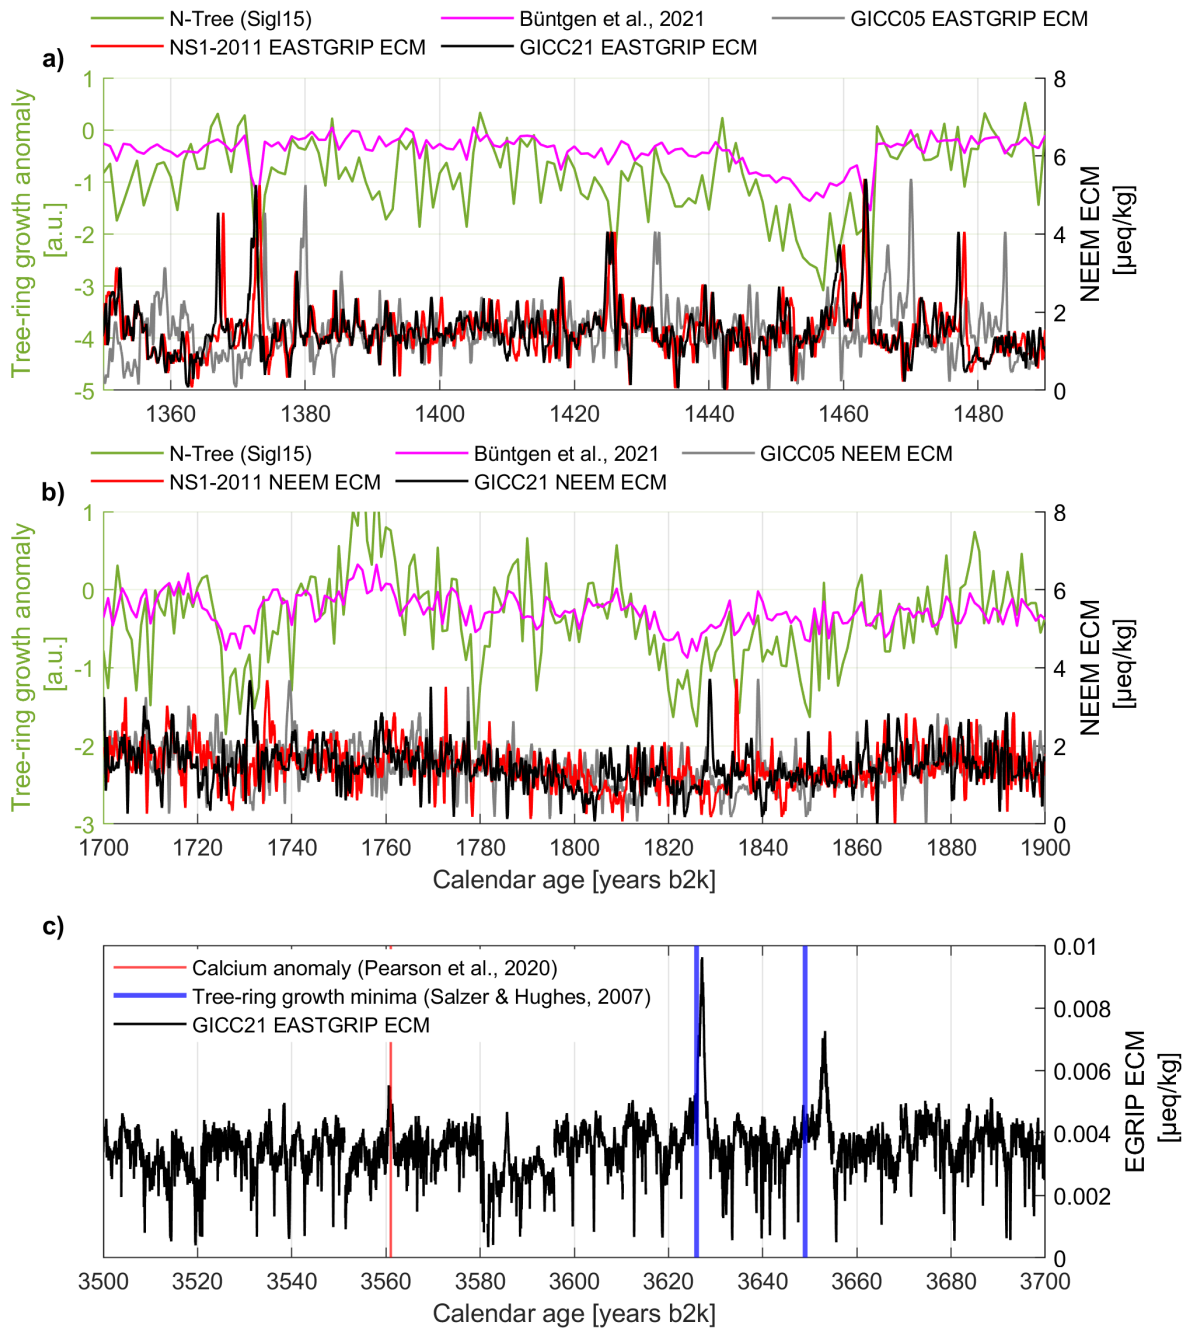 N-Tree (Sigl15) Büntgen et al., 2021 GICC05 EASTGRIP ECM
NS1-2011 EASTGRIP ECM GICC21 EASTGRIP ECM
a)
Tree-ring growth anomaly
[a.u.]
1
0
-1
-2
-3
-4
-5
8
6
4
2
0
NEEM ECM
[µeq/kg]
1360 1380 1400 1420 1440 1460 1480
N-Tree (Sigl15) Büntgen et al., 2021 GICC05 NEEM ECM
NS1-2011 NEEM ECM GICC21 NEEM ECM
b)
Tree-ring growth anomaly
[a.u.]
1
0
-1
-2
-3
8
6
4
2
0
NEEM ECM
[µeq/kg]
1700 1720 1740 1760 1780 1800 1820 1840 1860 1880 1900
Calendar age [years b2k]
c)
Calcium anomaly (Pearson et al., 2020)
Tree-ring growth minima (Salzer & Hughes, 2007)
GICC21 EASTGRIP ECM
0.01
0.008
0.006
0.004
0.002
0
EGRIP ECM
[µeq/kg]
3500 3520 3540 3560 3580 3600 3620 3640 3660 3680 3700
Calendar age [years b2k]